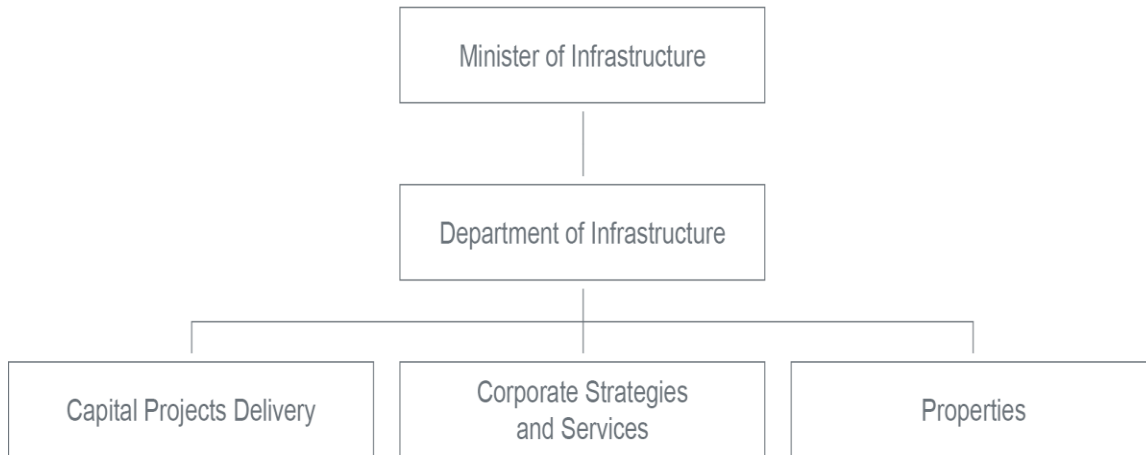 Minister of Infrastructure
Department of Infrastructure
Capital Projects Delivery
Corporate Strategies
and Services
Properties